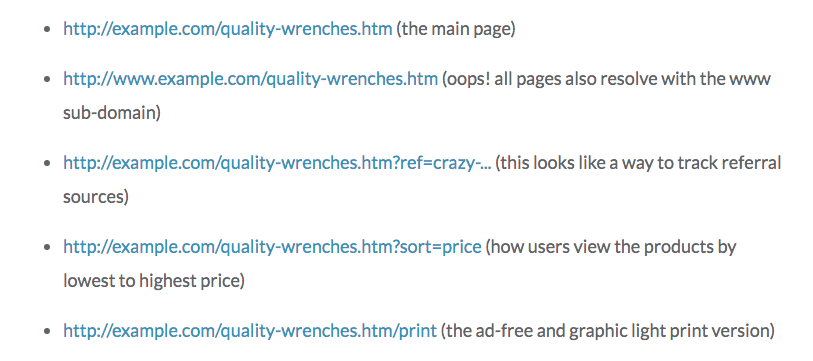 http://example.com/quality-wrenches.htm (the main page)
http://www.example.com/quality-wrenches.htm (oops! all pages also resolve with the www
sub-domain)
http://example.com/quality-wrenches.htm?ref=crazy-... (this looks like a way to track referral
sources)
http://example.com/quality-wrenches.htm?sort=price (how users view the products by
lowest to highest price)
http://example.com/quality-wrenches.htm/print (the ad-free and graphic light print version)